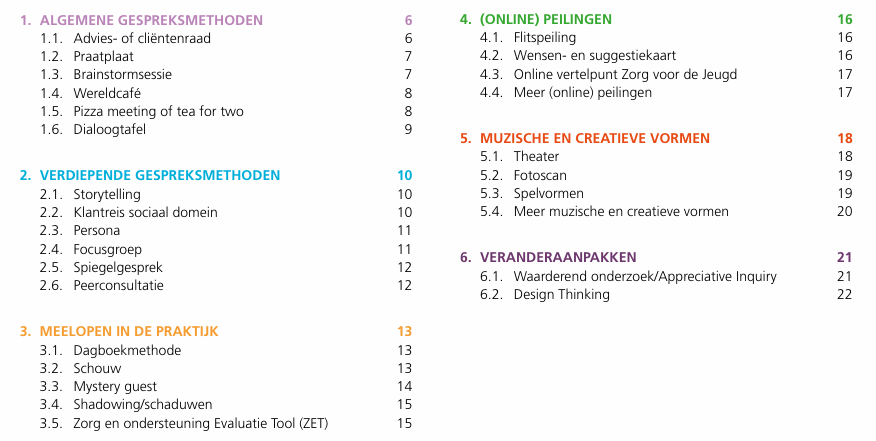 1. ALGEMENE GESPREKSMETHODEN 6
1.1. Advies- of cliëntenraad 6
1.2. Praatplaat 7
1.3. Brainstormsessie 7
1.4. Wereldcafé 8
1.5. Pizza meeting of tea for two 8
1.6. Dialoogtafel 9
2. VERDIEPENDE GESPREKSMETHODEN 10
2.1. Storytelling 10
2.2. Klantreis sociaal domein 10
2.3. Persona 11
2.4. Focusgroep 11
2.5. Spiegelgesprek 12
2.6. Peerconsultatie 12
3. MEELOPEN IN DE PRAKTIJK 13
3.1. Dagboekmethode 13
3.2. Schouw 13
3.3. Mystery guest 14
3.4. Shadowing/schaduwen 15
3.5. Zorg en ondersteuning Evaluatie Tool (ZET) 15
4. (ONLINE) PEILINGEN 16
4.1. Flitspeiling 16
4.2. Wensen- en suggestiekaart 16
4.3. Online vertelpunt Zorg voor de Jeugd 17
4.4. Meer (online) peilingen 17
5. MUZISCHE EN CREATIEVE VORMEN 18
5.1. Theater 18
5.2. Fotoscan 19
5.3. Spelvormen 19
5.4. Meer muzische en creatieve vormen 20
6. VERANDERAANPAKKEN 21
6.1. Waarderend onderzoek/Appreciative Inquiry 21
6.2. Design Thinking 22